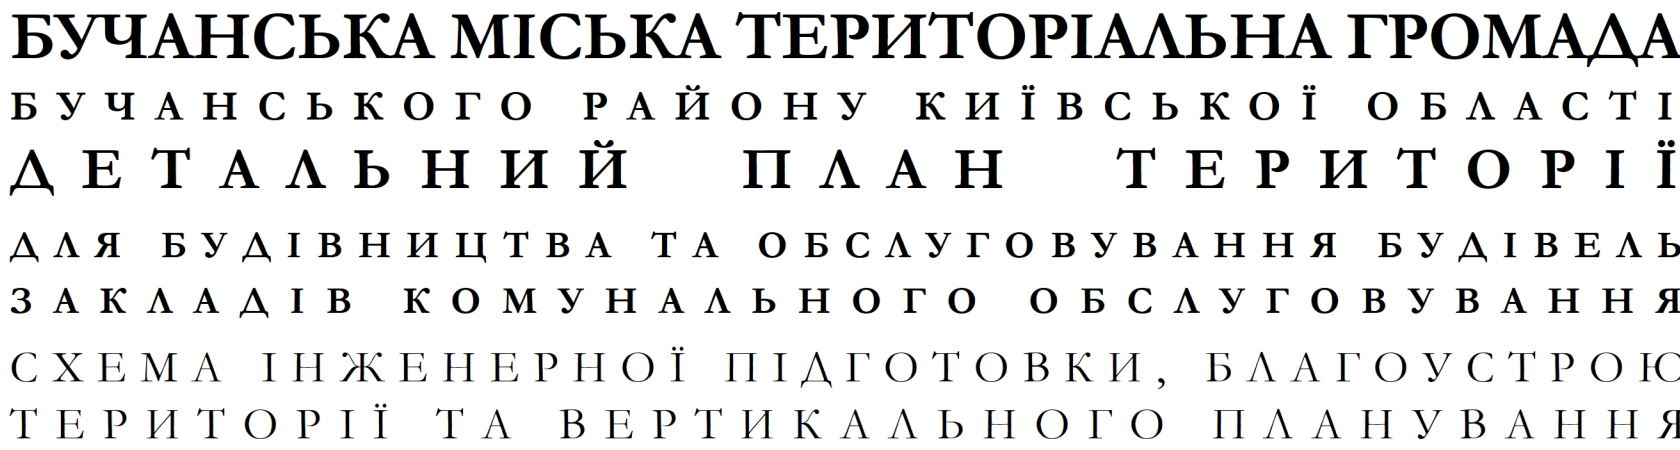 БУЧАНСЬКА МІСЬКА ТЕРИТОРІАЛЬНА ГРОМАДА
БУЧАНСЬКОГО РАЙОНУ КИЇВСЬКОЇ ОБЛАСТІ
ДЕТАЛЬНИЙ ПЛАН ТЕРИТОРІЇ
ДЛЯ БУДІВНИЦТВА ТА ОБСЛУГОВУВАННЯ БУДІВЕЛЬ
ЗАКЛАДІВ КОМУНАЛЬНОГО ОБСЛУГОВУВАННЯ
СХЕМА ІНЖЕНЕРНОЇ ПІДГОТОВКИ, БЛАГОУСТРОЮ
ТЕРИТОРІЇ ТА ВЕРТИКАЛЬНОГО ПЛАНУВАННЯ